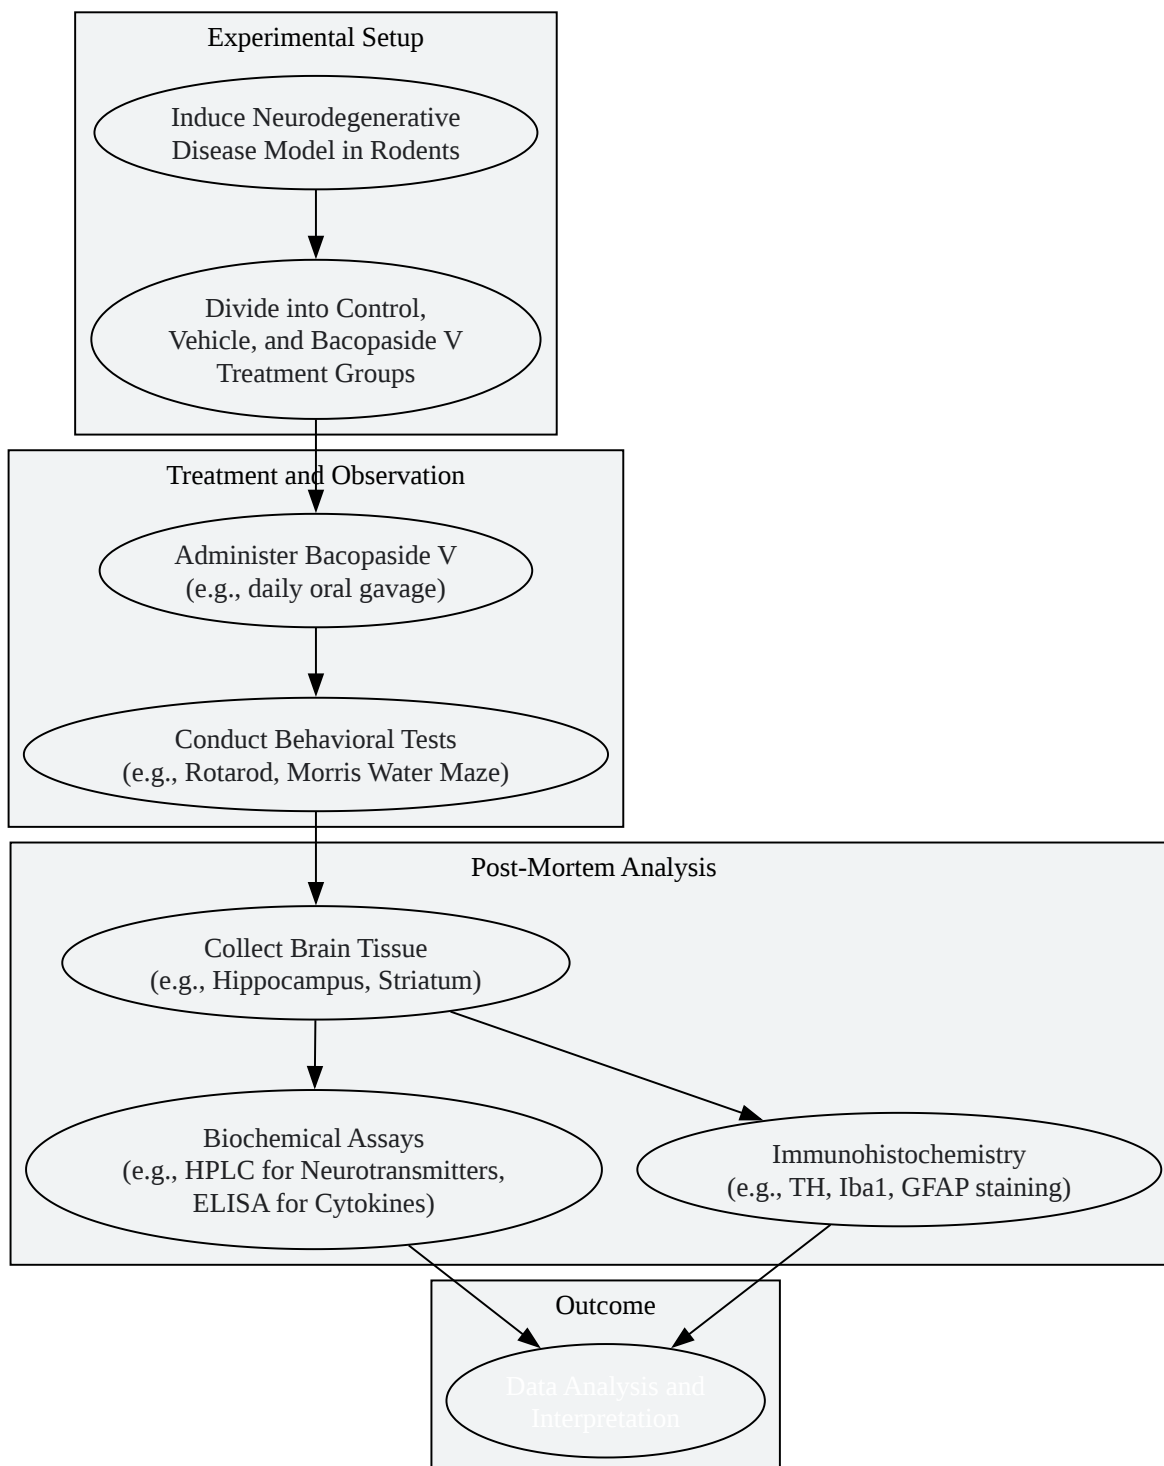 Experimental Setup
Induce Neurodegenerative
Disease Model in Rodents
Divide into Control,
Vehicle, and Bacopaside V
Treatment Groups
Treatment and Observation
Administer Bacopaside V
(e.g., daily oral gavage)
Conduct Behavioral Tests
(e.g., Rotarod, Morris Water Maze)
Post-Mortem Analysis
Collect Brain Tissue
(e.g., Hippocampus, Striatum)
Biochemical Assays
(e.g., HPLC for Neurotransmitters,
ELISA for Cytokines)
Immunohistochemistry
(e.g., TH, Iba1, GFAP staining)
Outcome
Data Analysis and
Interpretation